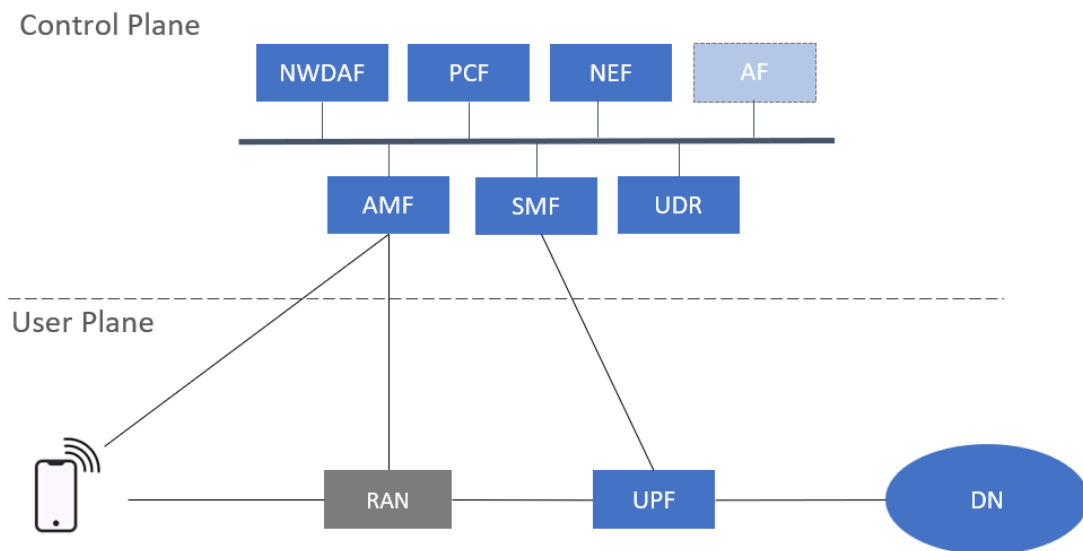 Control Plane
NWDAF
PCF
NEF
AF
AMF
SMF
UDR
User Plane
RAN
UPF
DN